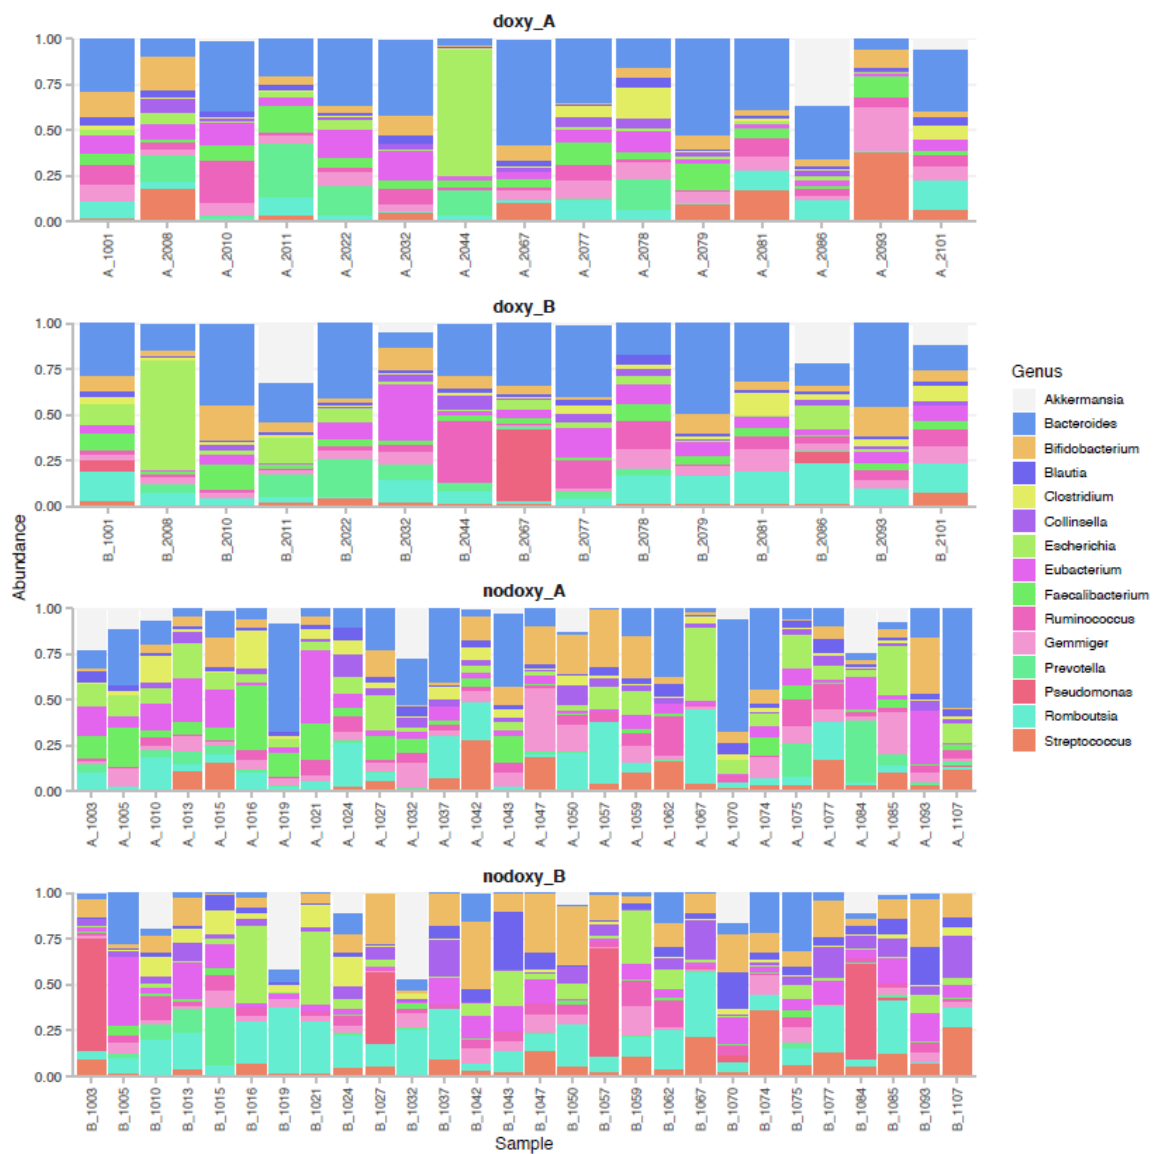 doxy_A
1.00
0.75
0.50
0.25
0.00
A_1001 A_2008 A_2010 A_2011 A_2022 A_2032 A_2044 A_2067 A_2077 A_2078 A_2079 A_2081 A_2086 A_2093 A_2101
doxy_B
1.00
0.75
0.50
0.25
0.00
B_1001 B_2008 B_2010 B_2011 B_2022 B_2032 B_2044 B_2067 B_2077 B_2078 B_2079 B_2081 B_2086 B_2093 B_2101
Abundance
nodoxy_A
1.00
0.75
0.50
0.25
0.00
A_1003 A_1005 A_1010 A_1013 A_1015 A_1016 A_1019 A_1021 A_1024 A_1027 A_1032 A_1037 A_1042 A_1043 A_1047 A_1050 A_1057 A_1059 A_1062 A_1067 A_1070 A_1074 A_1075 A_1077 A_1084 A_1085 A_1093 A_1107
nodoxy_B
1.00
0.75
0.50
0.25
0.00
B_1003 B_1005 B_1010 B_1013 B_1015 B_1016 B_1019 B_1021 B_1024 B_1027 B_1032 B_1037 B_1042 B_1043 B_1047 B_1050 B_1057 B_1059 B_1062 B_1067 B_1070 B_1074 B_1075 B_1077 B_1084 B_1085 B_1093 B_1107
Sample
Genus
Akkermansia
Bacteroides
Bifidobacterium
Blautia
Clostridium
Collinsella
Escherichia
Eubacterium
Faecalibacterium
Ruminococcus
Gemmiger
Prevotella
Pseudomonas
Romboutsia
Streptococcus